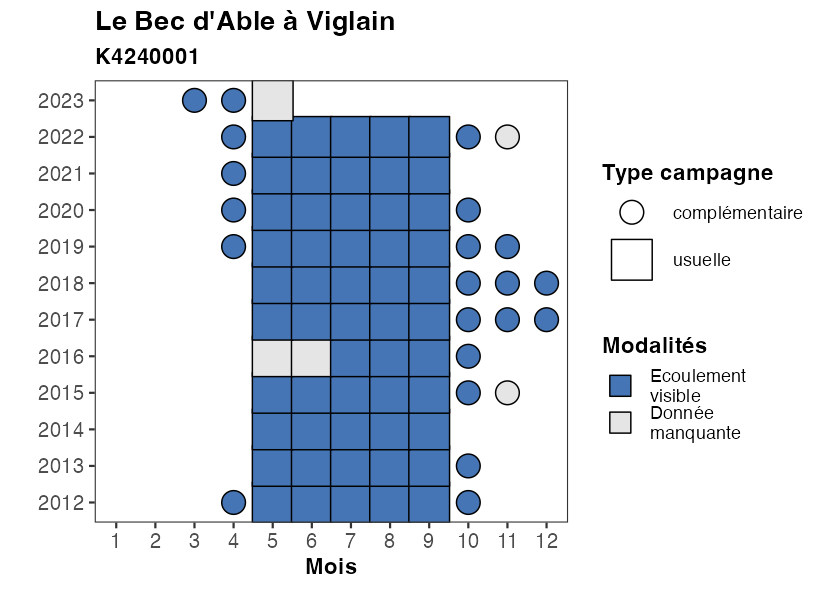 Le Bec d'Able à Viglain
K4240001
2023
2022
2021
2020
2019
2018
2017
2016
2015
2014
2013
2012
1 2 3 4 5 6 7 8 9 10 11 12
Mois
Type campagne
complémentaire
usuelle
Modalités
Ecoulement
visible
Donnée
manquante